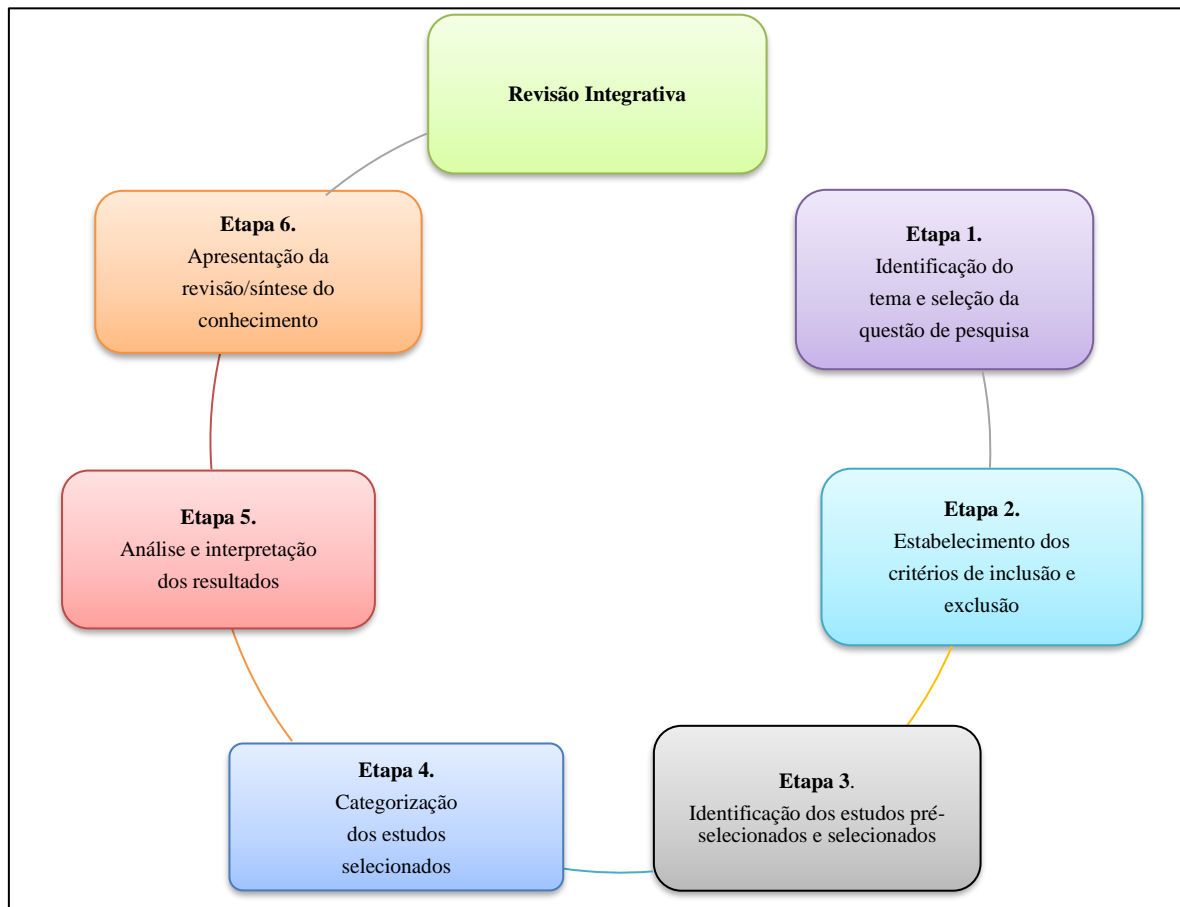 Revisão Integrativa
Etapa 1.
Identificação do
tema e seleção da
questão de pesquisa
Etapa 2.
Estabelecimento dos
critérios de inclusão e
exclusão
Etapa 3.
Identificação dos estudos pré-
selecionados e selecionados
Etapa 4.
Categorização
dos estudos
selecionados
Etapa 5.
Análise e interpretação
dos resultados
Etapa 6.
Apresentação da
revisão/síntese do
conhecimento